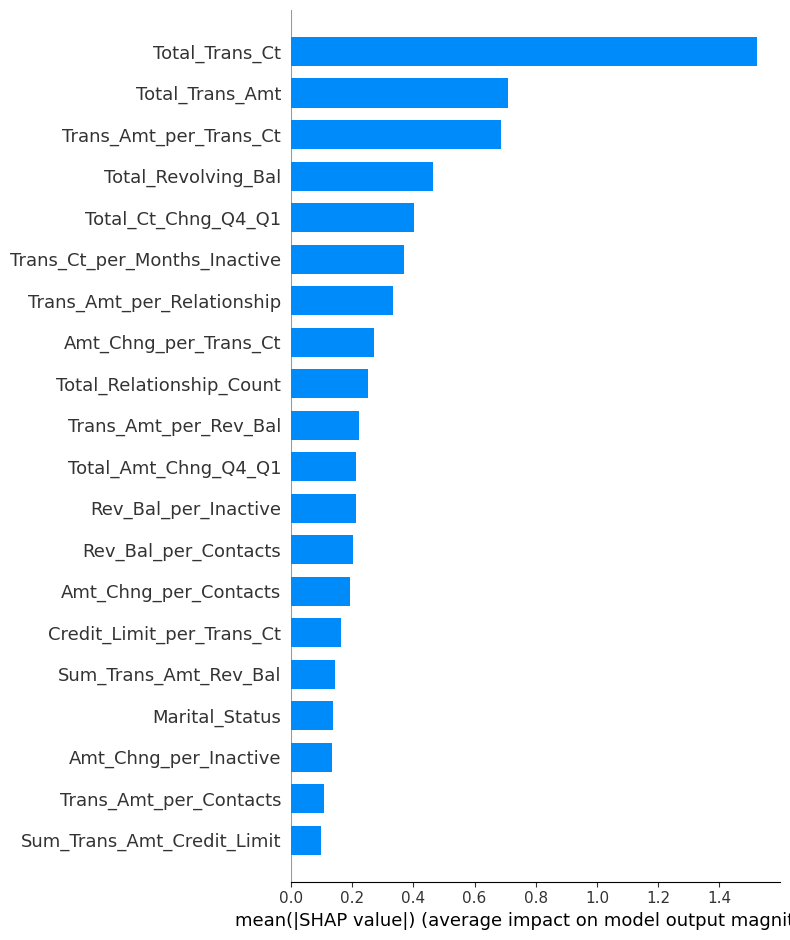 Total_Trans_Ct
Total_Trans_Amt
Trans_Amt_per_Trans_Ct
Total_Revolving_Bal
Total_Ct_Chng_Q4_Q1
Trans_Ct_per_Months_Inactive
Trans_Amt_per_Relationship
Amt_Chng_per_Trans_Ct
Total_Relationship_Count
Trans_Amt_per_Rev_Bal
Total_Amt_Chng_Q4_Q1
Rev_Bal_per_Inactive
Rev_Bal_per_Contacts
Amt_Chng_per_Contacts
Credit_Limit_per_Trans_Ct
Sum_Trans_Amt_Rev_Bal
Marital_Status
Amt_Chng_per_Inactive
Trans_Amt_per_Contacts
Sum_Trans_Amt_Credit_Limit
0.0 0.2 0.4 0.6 0.8 1.0 1.2 1.4
mean(|SHAP value|) (average impact on model output magnit